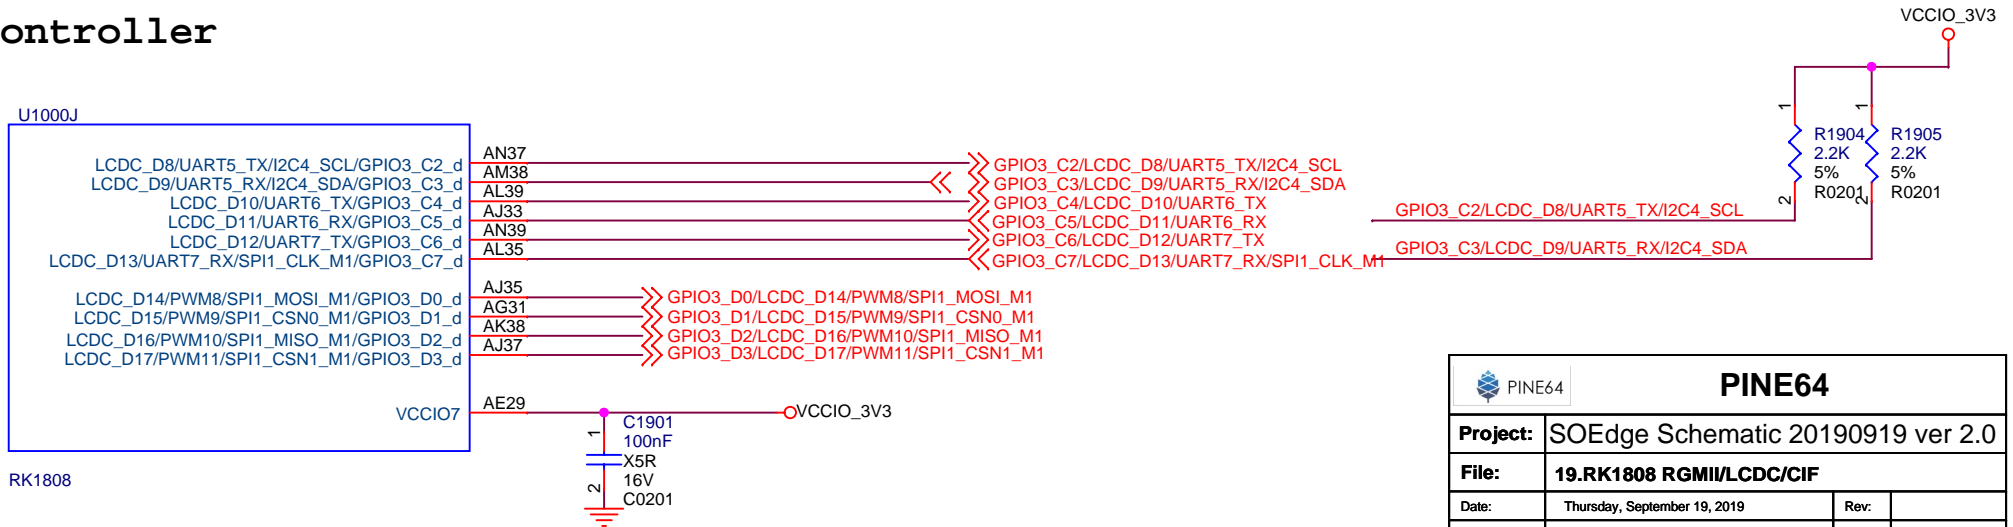 ontroller
VCCIO_3V3
U1000J
LCDC_D8/UART5_TX/I2C4_SCL/GPIO3_C2_d AN37 GPIO3_C2/LCDC_D8/UART5_TX/I2C4_SCL
LCDC_D9/UART5_RX/I2C4_SDA/GPIO3_C3_d AM38 GPIO3_C3/LCDC_D9/UART5_RX/I2C4_SDA
LCDC_D10/UART6_TX/GPIO3_C4_d AL39 GPIO3_C4/LCDC_D10/UART6_TX
LCDC_D11/UART6_RX/GPIO3_C5_d AJ33 GPIO3_C5/LCDC_D11/UART6_RX
LCDC_D12/UART7_TX/GPIO3_C6_d AN39 GPIO3_C6/LCDC_D12/UART7_TX
LCDC_D13/UART7_RX/SPI1_CLK_M1/GPIO3_C7_d AL35 GPIO3_C7/LCDC_D13/UART7_RX/SPI1_CLK_M1
LCDC_D14/PWM8/SPI1_MOSI_M1/GPIO3_D0_d AJ35 GPIO3_D0/LCDC_D14/PWM8/SPI1_MOSI_M1
LCDC_D15/PWM9/SPI1_CSN0_M1/GPIO3_D1_d AG31 GPIO3_D1/LCDC_D15/PWM9/SPI1_CSN0_M1
LCDC_D16/PWM10/SPI1_MISO_M1/GPIO3_D2_d AK38 GPIO3_D2/LCDC_D16/PWM10/SPI1_MISO_M1
LCDC_D17/PWM11/SPI1_CSN1_M1/GPIO3_D3_d AJ37 GPIO3_D3/LCDC_D17/PWM11/SPI1_CSN1_M1
VCCIO7 AE29 VCCIO_3V3
1
C1901
100nF
X5R
16V
2
C0201
RK1808
1
R1904
2.2K
5%
R0201
2
1
R1905
2.2K
5%
R0201
2
GPIO3_C2/LCDC_D8/UART5_TX/I2C4_SCL
GPIO3_C3/LCDC_D9/UART5_RX/I2C4_SDA
PINE64 PINE64
Project: SOEdge Schematic 20190919 ver 2.0
File: 19.RK1808 RGMII/LCDC/CIF
Date: Thursday, September 19, 2019 Rev: